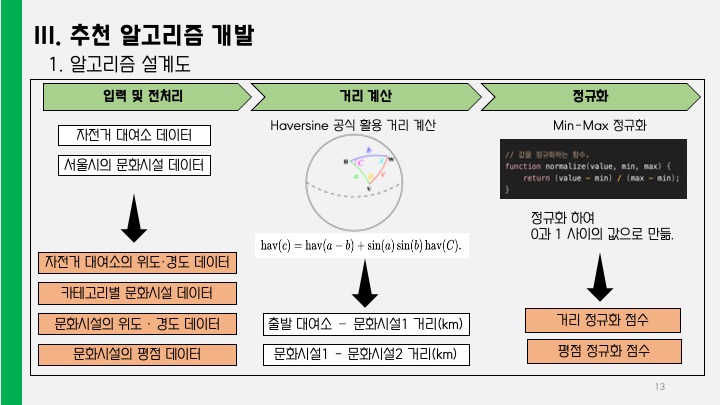 III. 추천 알고리즘 개발
1. 알고리즘 설계도
입력 및 전처리
자전거 대여소 데이터
서울시의 문화시설 데이터
자전거 대여소의 위도·경도 데이터
카테고리별 문화시설 데이터
문화시설의 위도 · 경도 데이터
문화시설의 평점 데이터
거리 계산
Haversine 공식 활용 거리 계산
b
u C A w
a c
B
v
hav(c) = hav(a − b) + sin(a) sin(b) hav(C).
출발 대여소 − 문화시설1 거리(km)
문화시설1 - 문화시설2 거리(km)
정규화
Min-Max 정규화
// 값을 정규화하는 함수.
function normalize(value, min, max) {
return (value − min) / (max − min);
}
정규화 하여
0과 1 사이의 값으로 만듦.
거리 정규화 점수
평점 정규화 점수
13